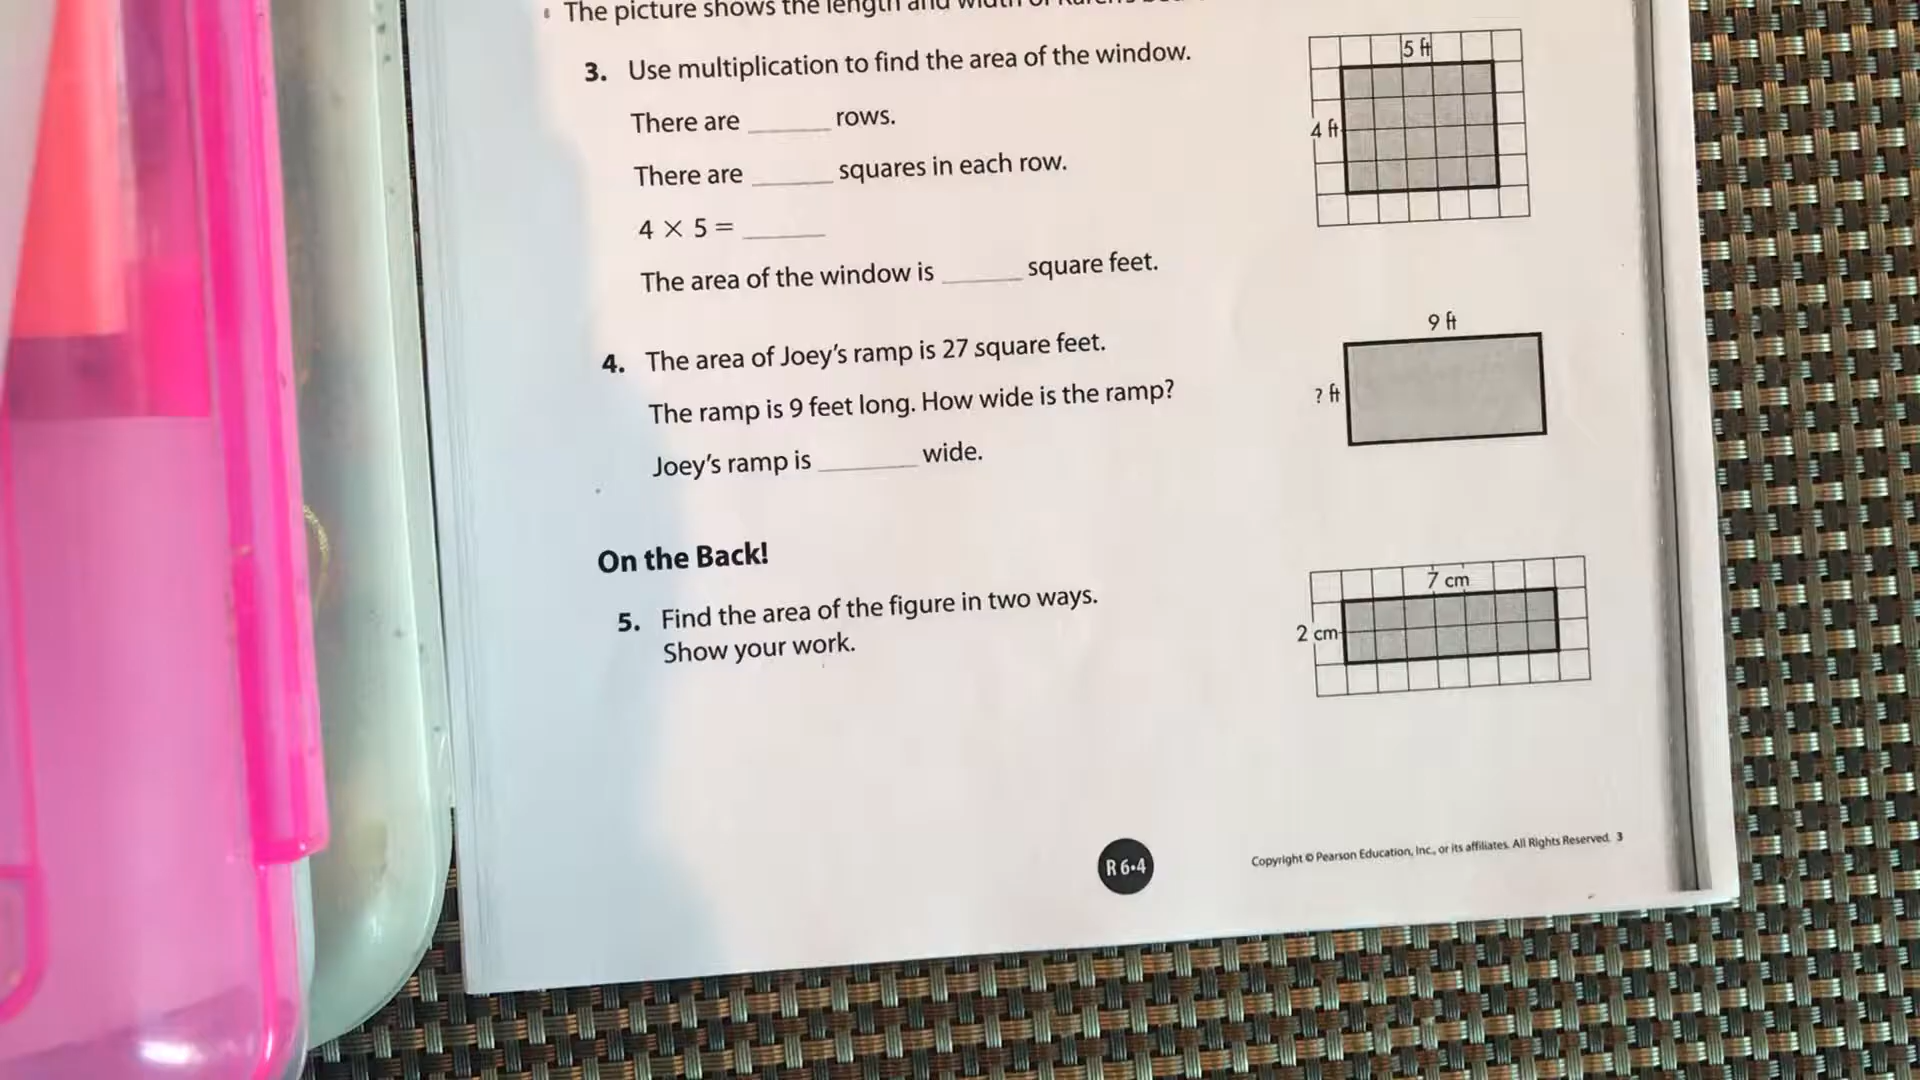 The picture shows the length and width of Karen's
3. Use multiplication to find the area of the window.
There are ______ rows.
There are ______ squares in each row.
4 × 5 = ______
The area of the window is ______ square feet.
5 ft
4 ft
4. The area of Joey's ramp is 27 square feet.
The ramp is 9 feet long. How wide is the ramp?
Joey's ramp is ________ wide.
9 ft
? ft
On the Back!
5. Find the area of the figure in two ways.
Show your work.
7 cm
2 cm
R 6•4
Copyright © Pearson Education, Inc., or its affiliates. All Rights Reserved. 3